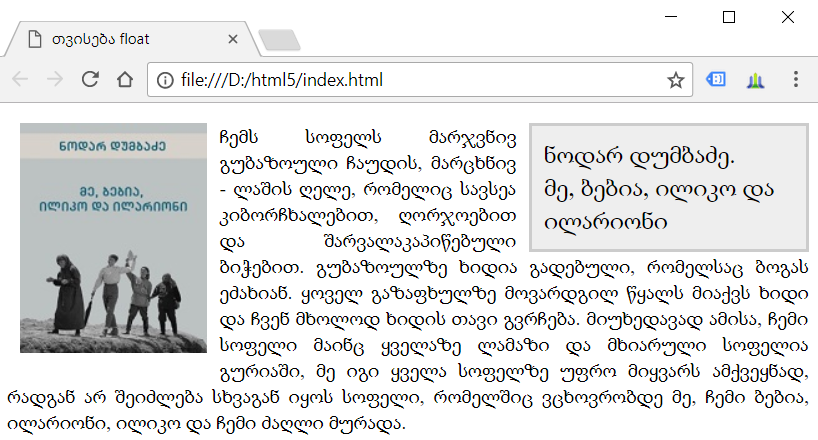 თვისება float
file:///D:/html5/index.html
ნოდარ დუმბაძე
მე, ბებია,
ილიკო და ილარიონი
ჩემს სოფელს მარჯვნივ
გუბაზოული ჩაუდის, მარცხნივ
- ლაშის ღელე, რომელიც სავსეა
კიბორჩხალებით, ღორჯოებით
და შარვალაკაპიწებული
ნოდარ დუმბაძე.
მე, ბებია, ილიკო და
ილარიონი
ბიჭებით. გუბაზოულზე ხიდია გადებული, რომელსაც ბოგას
ეძახიან. ყოველ გაზაფხულზე მოვარდგილ წყალს მიაქვს ხიდი
და ჩვენ მხოლოდ ხიდის თავი გვრჩება. მიუხედავად ამისა, ჩემი
სოფელი მაინც ყველაზე ლამაზი და მხიარული სოფელია
გურიაში, მე იგი ყველა სოფელზე უფრო მიყვარს ამქვეყნად,
რადგან არ შეიძლება სხვაგან იყოს სოფელი, რომელშიც ვცხოვრობდე მე, ჩემი ბებია,
ილარიონი, ილიკო და ჩემი ძაღლი მურადა.